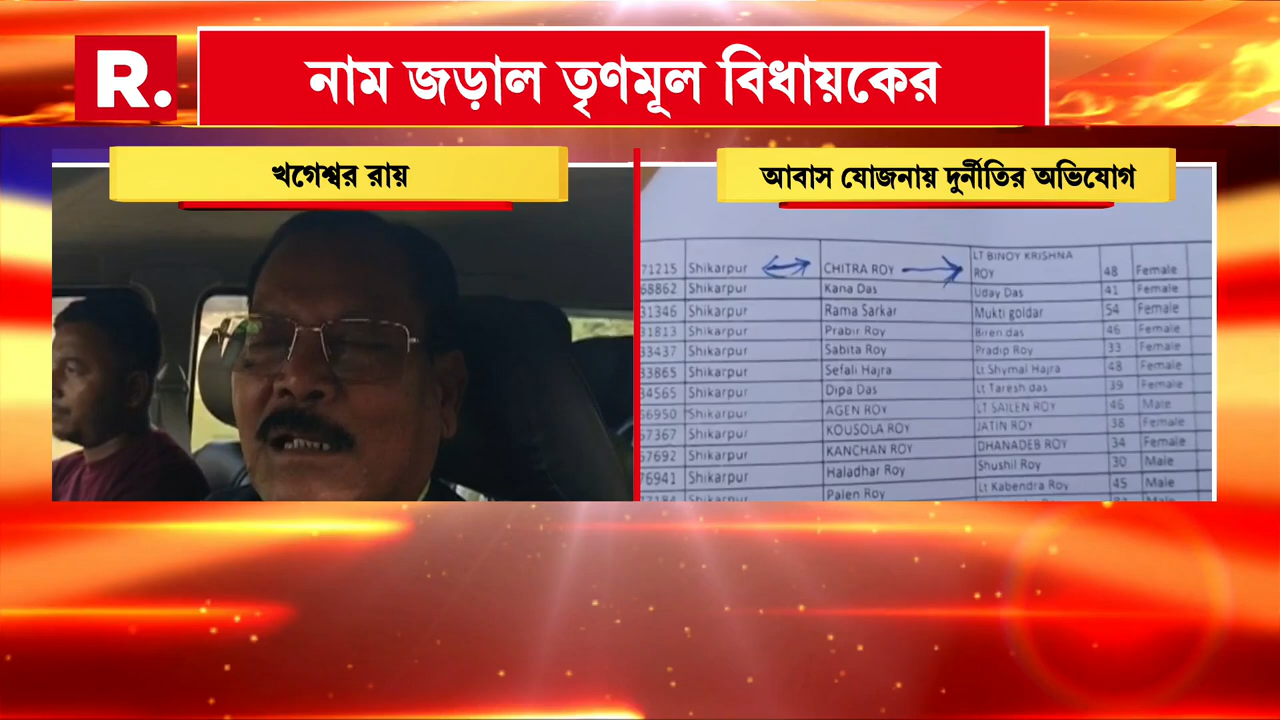 R.
নাম জড়াল তৃণমূল বিধায়কের
খগেশ্বর রায়
আবাস যোজনায় দুর্নীতির অভিযোগ
71215 Shikarpur CHITRA ROY LT BINOY KRISHNA ROY 48 Female
68862 Shikarpur Kana Das Uday Das 41 Female
31346 Shikarpur Rama Sarkar Mukti goldar 54 Female
31813 Shikarpur Prabir Roy Biren das 46 Female
33437 Shikarpur Sabita Roy Pradip Roy 33 Female
83865 Shikarpur Sefali Hajra Lt Shymal Hajra 48 Female
34565 Shikarpur Dipa Das Lt Taresh das 39 Female
66950 Shikarpur AGEN ROY LT SAILEN ROY 46 Male
67367 Shikarpur KOUSOLA ROY JATIN ROY 38 Female
67692 Shikarpur KANCHAN ROY DHANADEB ROY 34 Female
76941 Shikarpur Haladhar Roy Shushil Roy 30 Male
Shikarpur Palen Roy Lt Kabendra Roy 45 Male